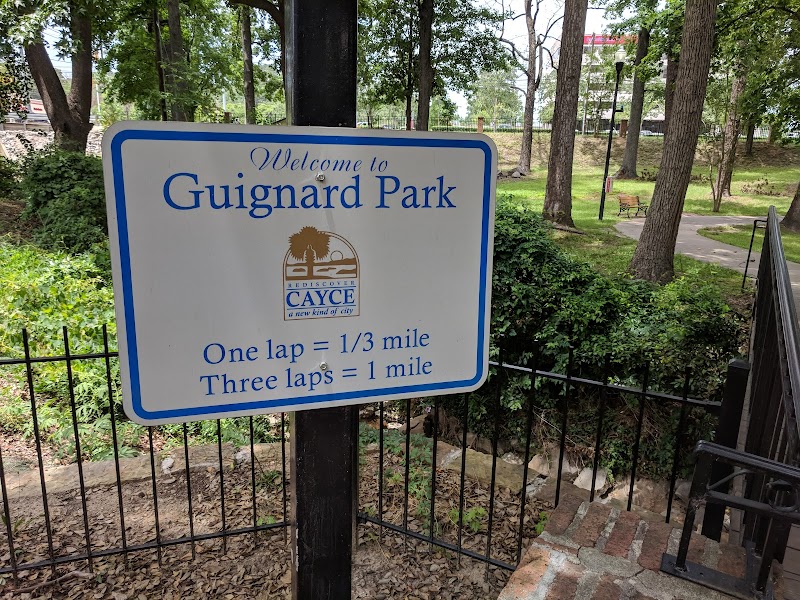 Welcome to
Guignard Park
REDISCOVER
CAYCE
a new kind of city
One lap = 1/3 mile
Three laps = 1 mile